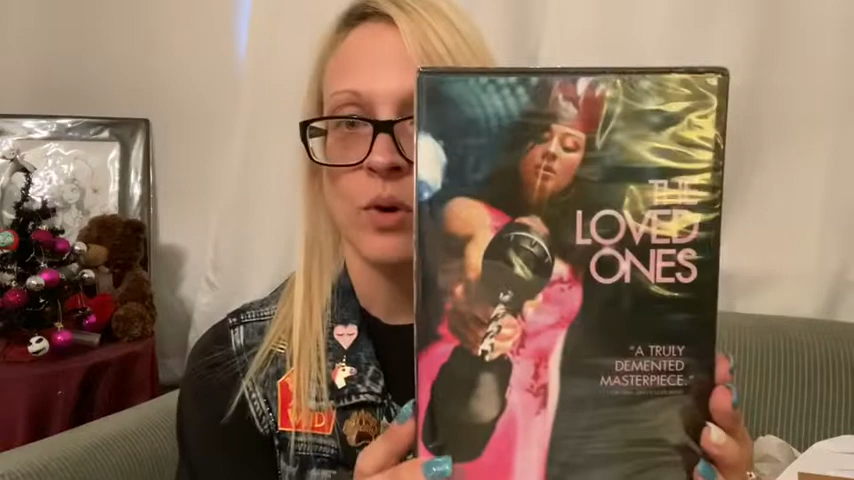 THE
LOVED
ONES
"A TRULY
DEMENTED
MASTERPIECE."